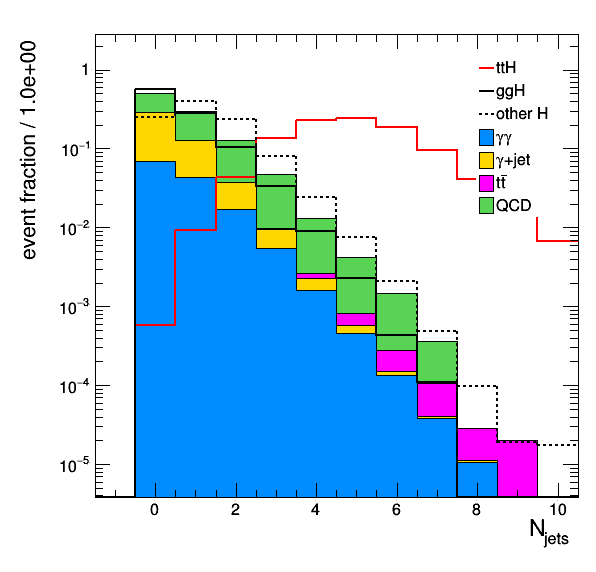 event fraction / 1.0e+00
1
10⁻¹
10⁻²
10⁻³
10⁻⁴
10⁻⁵
ttH
ggH
other H
γγ
γ+jet
tt̄
QCD
0 2 4 6 8 10
N_jets